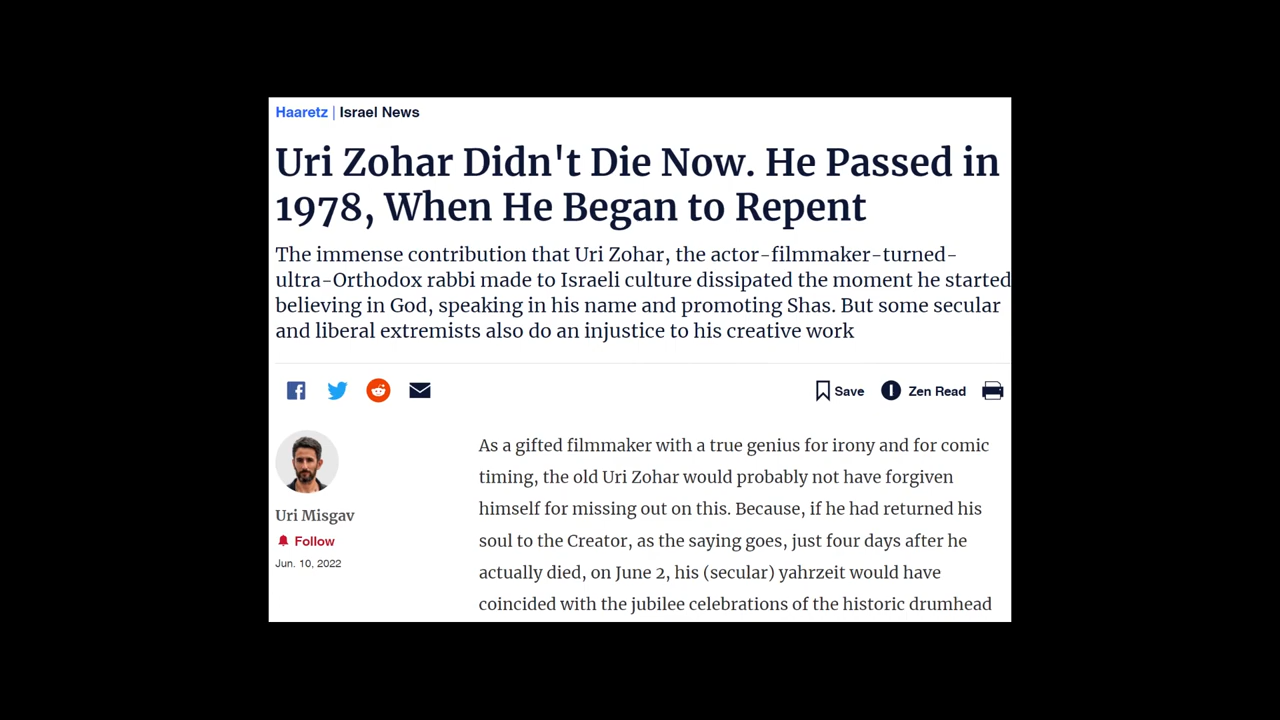 Haaretz | Israel News
Uri Zohar Didn't Die Now. He Passed in
1978, When He Began to Repent
The immense contribution that Uri Zohar, the actor-filmmaker-turned-
ultra-Orthodox rabbi made to Israeli culture dissipated the moment he started
believing in God, speaking in his name and promoting Shas. But some secular
and liberal extremists also do an injustice to his creative work
Save Zen Read
Uri Misgav
Follow
Jun. 10, 2022
As a gifted filmmaker with a true genius for irony and for comic
timing, the old Uri Zohar would probably not have forgiven
himself for missing out on this. Because, if he had returned his
soul to the Creator, as the saying goes, just four days after he
actually died, on June 2, his (secular) yahrzeit would have
coincided with the jubilee celebrations of the historic drumhead